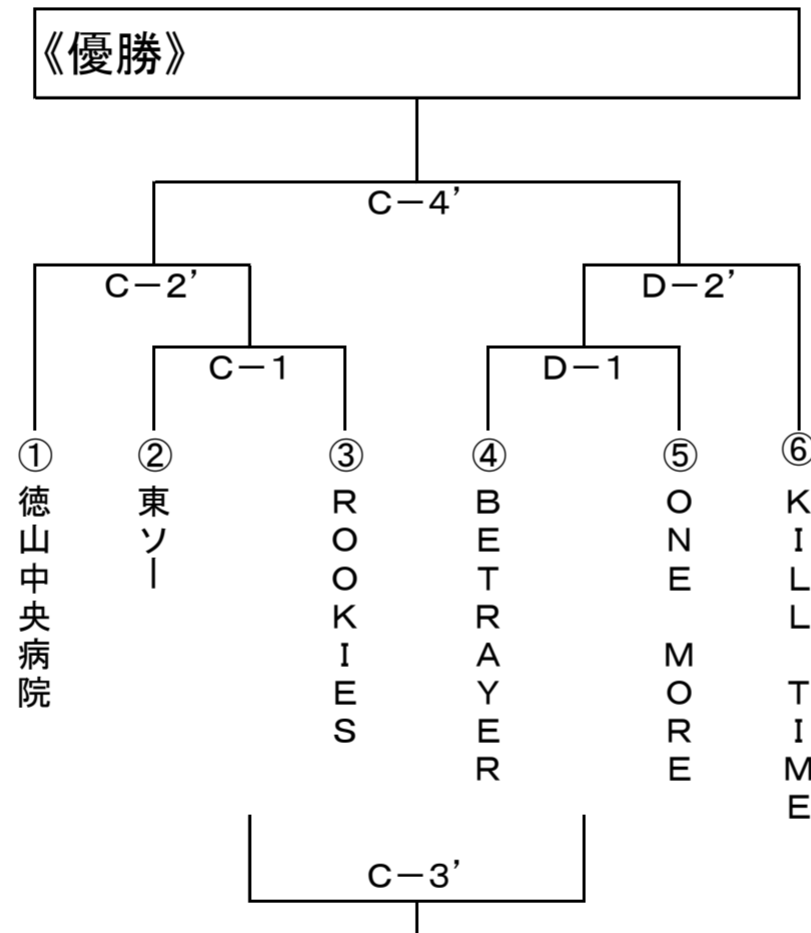 《優勝》
C-4’
C-2’
D-2’
C-1
D-1
①
②
③
④
⑤
⑥
徳山中央病院
東ソー
ROOKIES
BETRAYER
ONE MORE
KILL TIME
C-3’